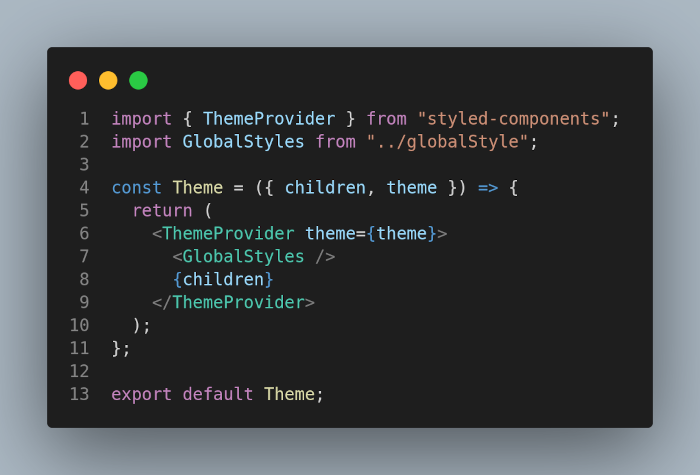 1 import { ThemeProvider } from "styled-components";
2 import GlobalStyles from "../globalStyle";
3
4 const Theme = ({ children, theme }) => {
5   return (
6     <ThemeProvider theme={theme}>
7       <GlobalStyles />
8       {children}
9     </ThemeProvider>
10   );
11 };
12
13 export default Theme;